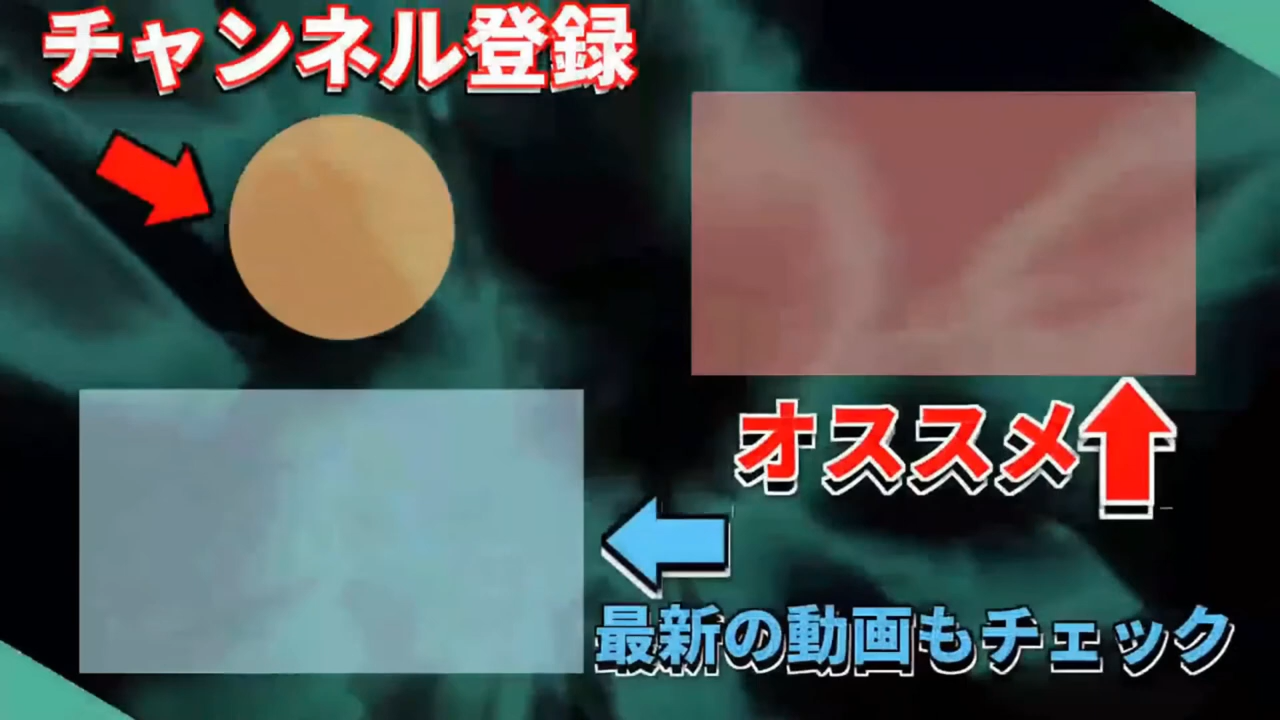 チャンネル登録
オススメ
最新の動画もチェック